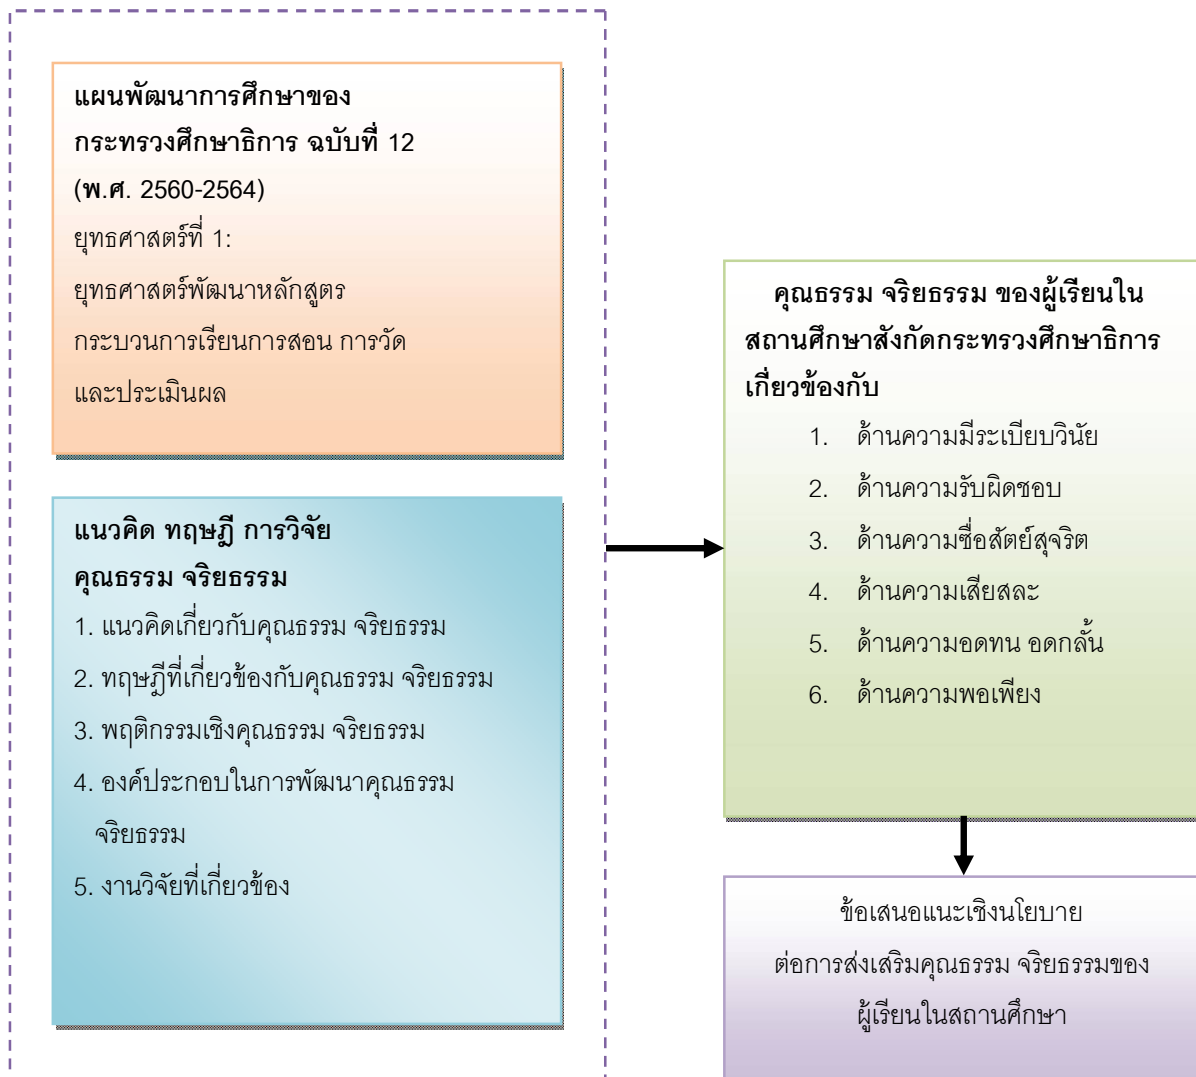 แผนพัฒนาการศึกษาของ
กระทรวงศึกษาธิการ ฉบับที่ 12
(พ.ศ. 2560-2564)
ยุทธศาสตร์ที่ 1:
ยุทธศาสตร์พัฒนาหลักสูตร
กระบวนการเรียนการสอน การวัด
และประเมินผล
แนวคิด ทฤษฎี การวิจัย
คุณธรรม จริยธรรม
1. แนวคิดเกี่ยวกับคุณธรรม จริยธรรม
2. ทฤษฎีที่เกี่ยวข้องกับคุณธรรม จริยธรรม
3. พฤติกรรมเชิงคุณธรรม จริยธรรม
4. องค์ประกอบในการพัฒนาคุณธรรม
จริยธรรม
5. งานวิจัยที่เกี่ยวข้อง
คุณธรรม จริยธรรม ของผู้เรียนใน
สถานศึกษาสังกัดกระทรวงศึกษาธิการ
เกี่ยวข้องกับ
1. ด้านความมีระเบียบวินัย
2. ด้านความรับผิดชอบ
3. ด้านความซื่อสัตย์สุจริต
4. ด้านความเสียสละ
5. ด้านความอดทน อดกลั้น
6. ด้านความพอเพียง
ข้อเสนอแนะเชิงนโยบาย
ต่อการส่งเสริมคุณธรรม จริยธรรมของ
ผู้เรียนในสถานศึกษา